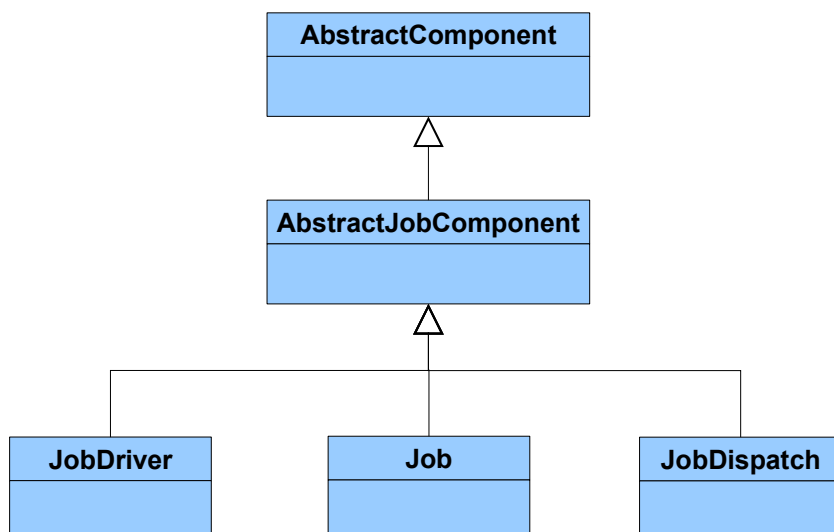 AbstractComponent
AbstractJobComponent
JobDriver
Job
JobDispatch